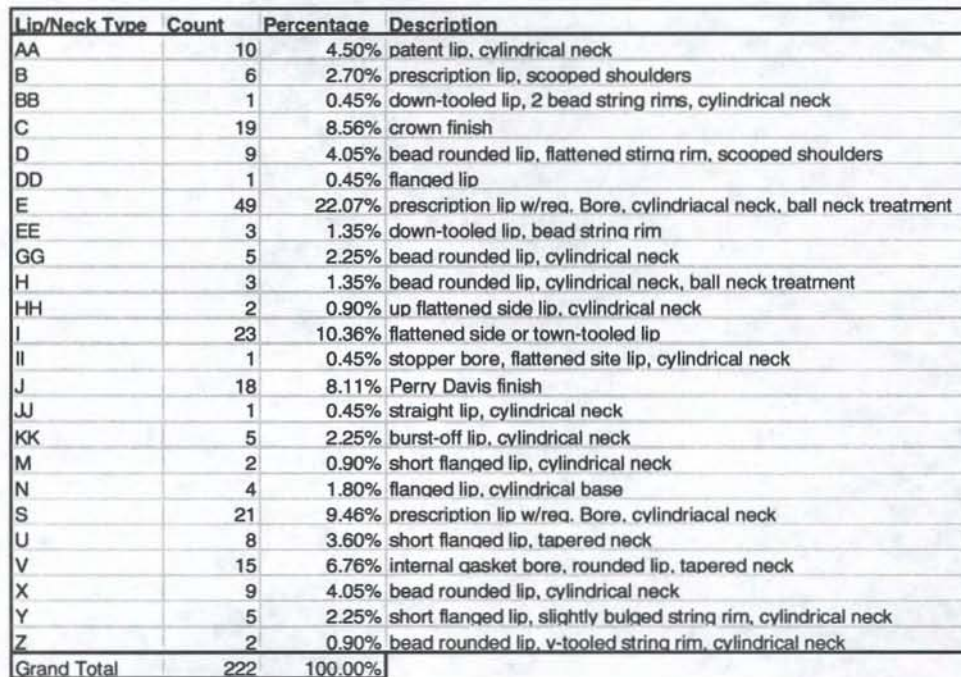 Lip/Neck Type Count Percentage Description
AA 10 4.50% patent lip, cylindrical neck
B 6 2.70% prescription lip, scooped shoulders
BB 1 0.45% down-tooled lip, 2 bead string rims, cylindrical neck
C 19 8.56% crown finish
D 9 4.05% bead rounded lip, flattened stirng rim, scooped shoulders
DD 1 0.45% flanged lip
E 49 22.07% prescription lip w/reg. Bore, cylindriacal neck, ball neck treatment
EE 3 1.35% down-tooled lip, bead string rim
GG 5 2.25% bead rounded lip, cylindrical neck
H 3 1.35% bead rounded lip, cylindrical neck, ball neck treatment
HH 2 0.90% up flattened side lip, cylindrical neck
I 23 10.36% flattened side or town-tooled lip
II 1 0.45% stopper bore, flattened site lip, cylindrical neck
J 18 8.11% Perry Davis finish
JJ 1 0.45% straight lip, cylindrical neck
KK 5 2.25% burst-off lip, cylindrical neck
M 2 0.90% short flanged lip, cylindrical neck
N 4 1.80% flanged lip, cylindrical base
S 21 9.46% prescription lip w/reg. Bore, cylindriacal neck
U 8 3.60% short flanged lip, tapered neck
V 15 6.76% internal gasket bore, rounded lip, tapered neck
X 9 4.05% bead rounded lip, cylindrical neck
Y 5 2.25% short flanged lip, slightly bulged string rim, cylindrical neck
Z 2 0.90% bead rounded lip, v-tooled string rim, cylindrical neck
Grand Total 222 100.00%